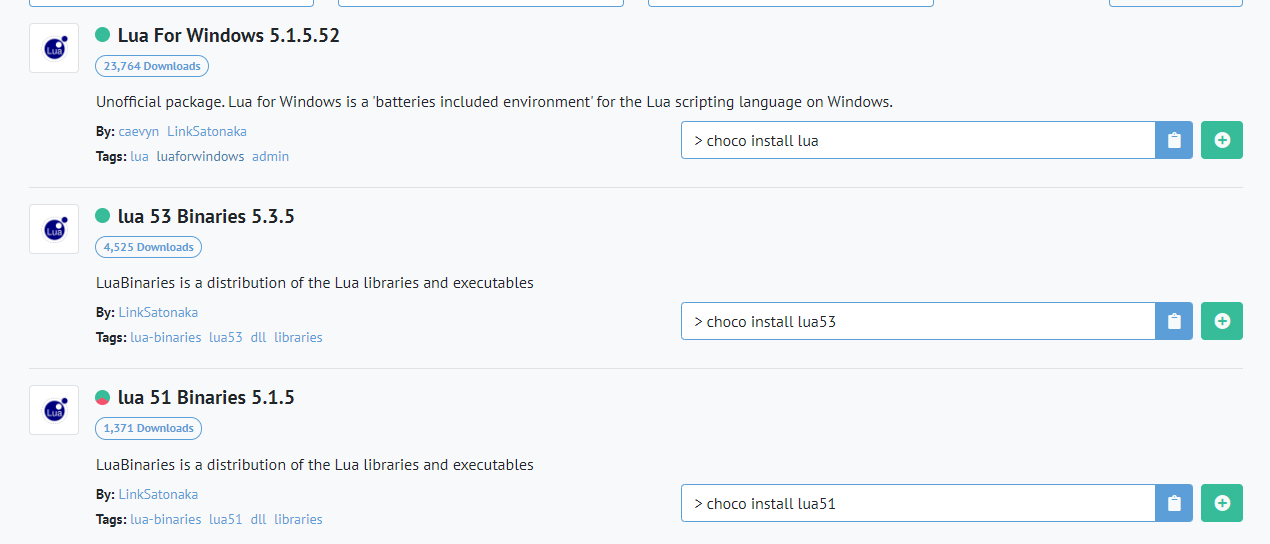 Lua
Lua For Windows 5.1.5.52
23,764 Downloads
Unofficial package. Lua for Windows is a 'batteries included environment' for the Lua scripting language on Windows.
By: caevyn LinkSatonaka
> choco install lua
Tags: lua luaforwindows admin
Lua
lua 53 Binaries 5.3.5
4,525 Downloads
LuaBinaries is a distribution of the Lua libraries and executables
By: LinkSatonaka
> choco install lua53
Tags: lua-binaries lua53 dll libraries
Lua
lua 51 Binaries 5.1.5
1,371 Downloads
LuaBinaries is a distribution of the Lua libraries and executables
By: LinkSatonaka
> choco install lua51
Tags: lua-binaries lua51 dll libraries